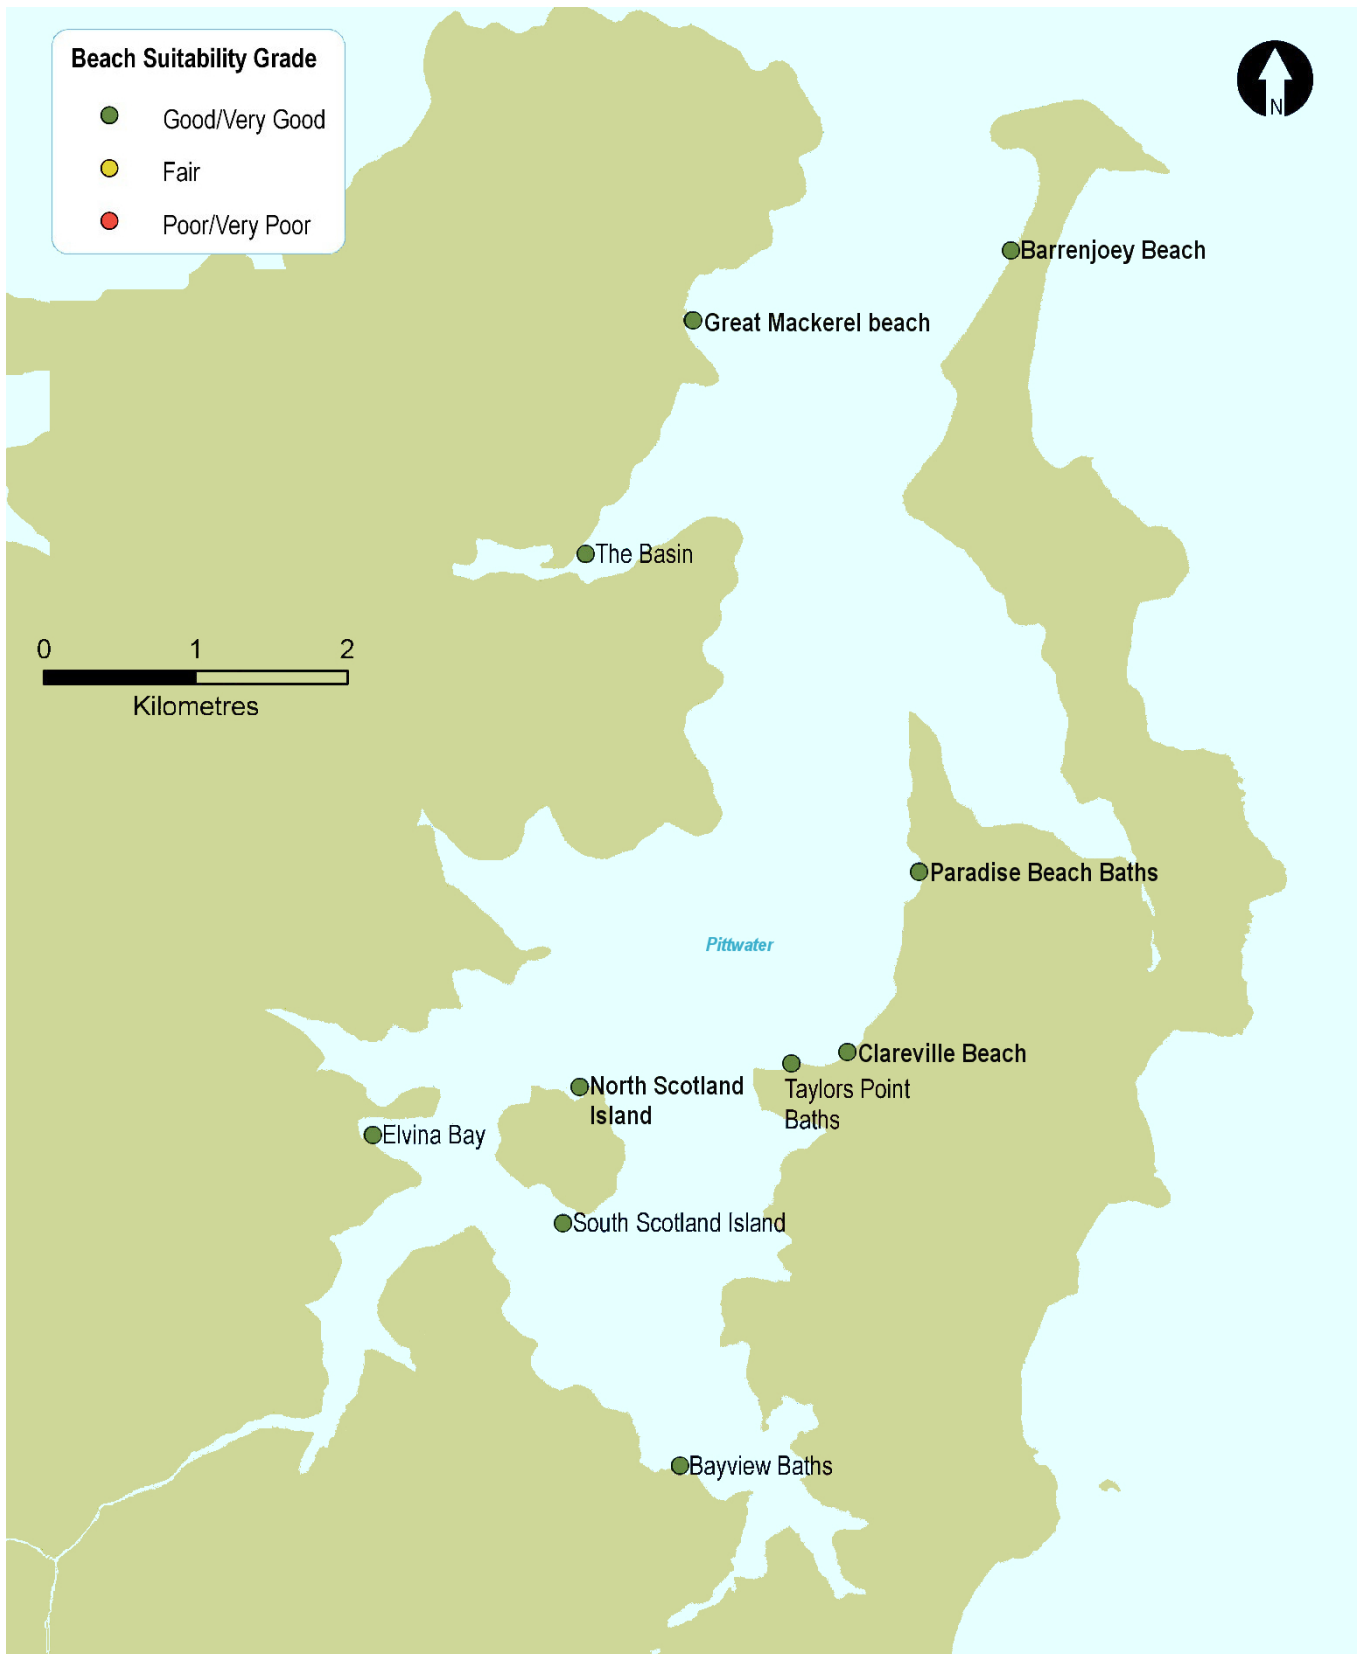 Beach Suitability Grade
Good/Very Good
Fair
Poor/Very Poor
N
Barrenjoey Beach
Great Mackerel beach
The Basin
0 1 2
Kilometres
Paradise Beach Baths
Pittwater
Clareville Beach
Taylors Point
Baths
North Scotland
Island
Elvina Bay
South Scotland Island
Bayview Baths